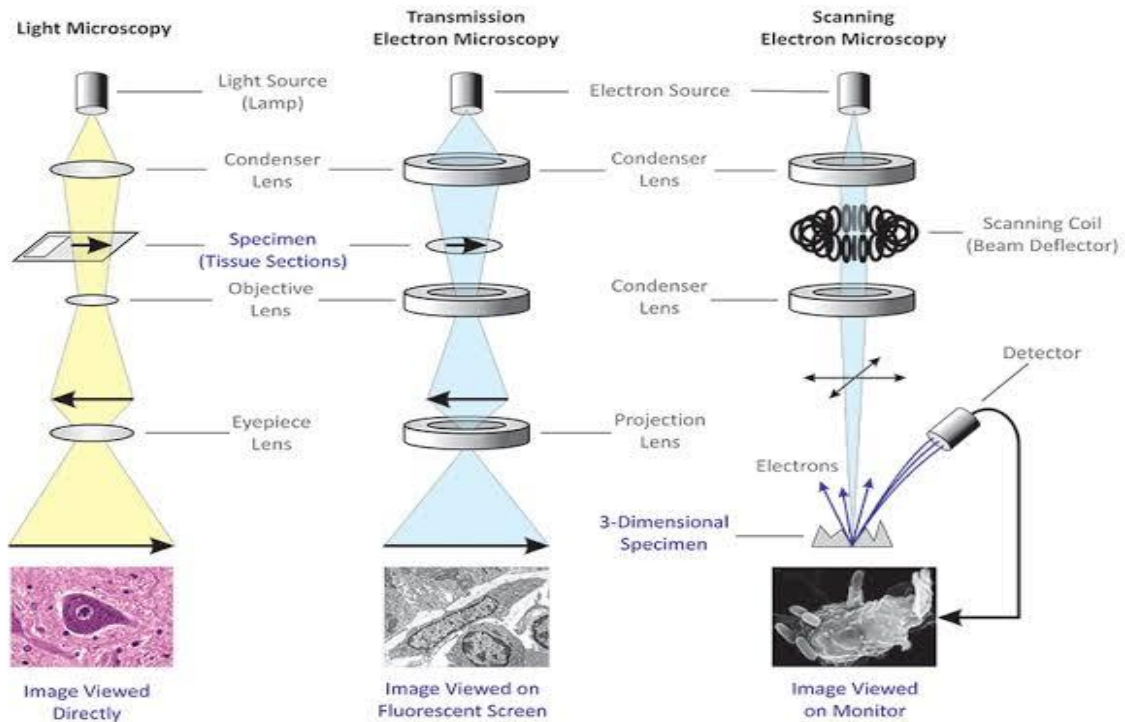 Light Microscopy
Transmission
Electron Microscopy
Scanning
Electron Microscopy
Light Source
(Lamp)
Electron Source
Condenser
Lens
Condenser
Lens
Specimen
(Tissue Sections)
Scanning Coil
(Beam Deflector)
Objective
Lens
Condenser
Lens
Detector
Eyepiece
Lens
Projection
Lens
Electrons
3-Dimensional
Specimen
Image Viewed
Directly
Image Viewed on
Fluorescent Screen
Image Viewed
on Monitor